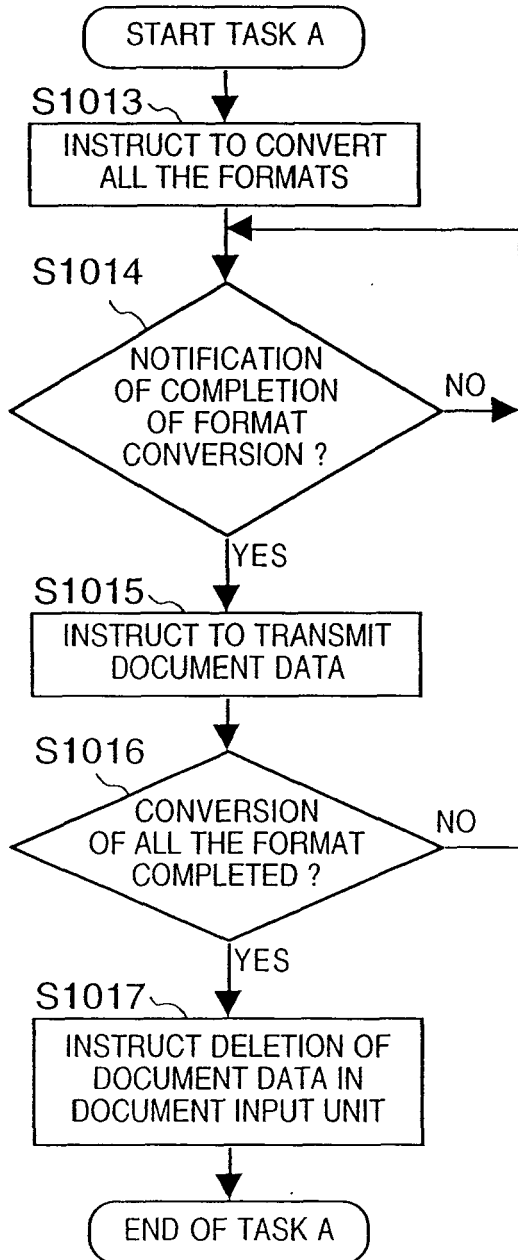 START TASK A
S1013
INSTRUCT TO CONVERT
ALL THE FORMATS
S1014
NOTIFICATION
OF COMPLETION
OF FORMAT
CONVERSION ?
NO
YES
S1015
INSTRUCT TO TRANSMIT
DOCUMENT DATA
S1016
CONVERSION
OF ALL THE FORMAT
COMPLETED ?
NO
YES
S1017
INSTRUCT DELETION OF
DOCUMENT DATA IN
DOCUMENT INPUT UNIT
END OF TASK A